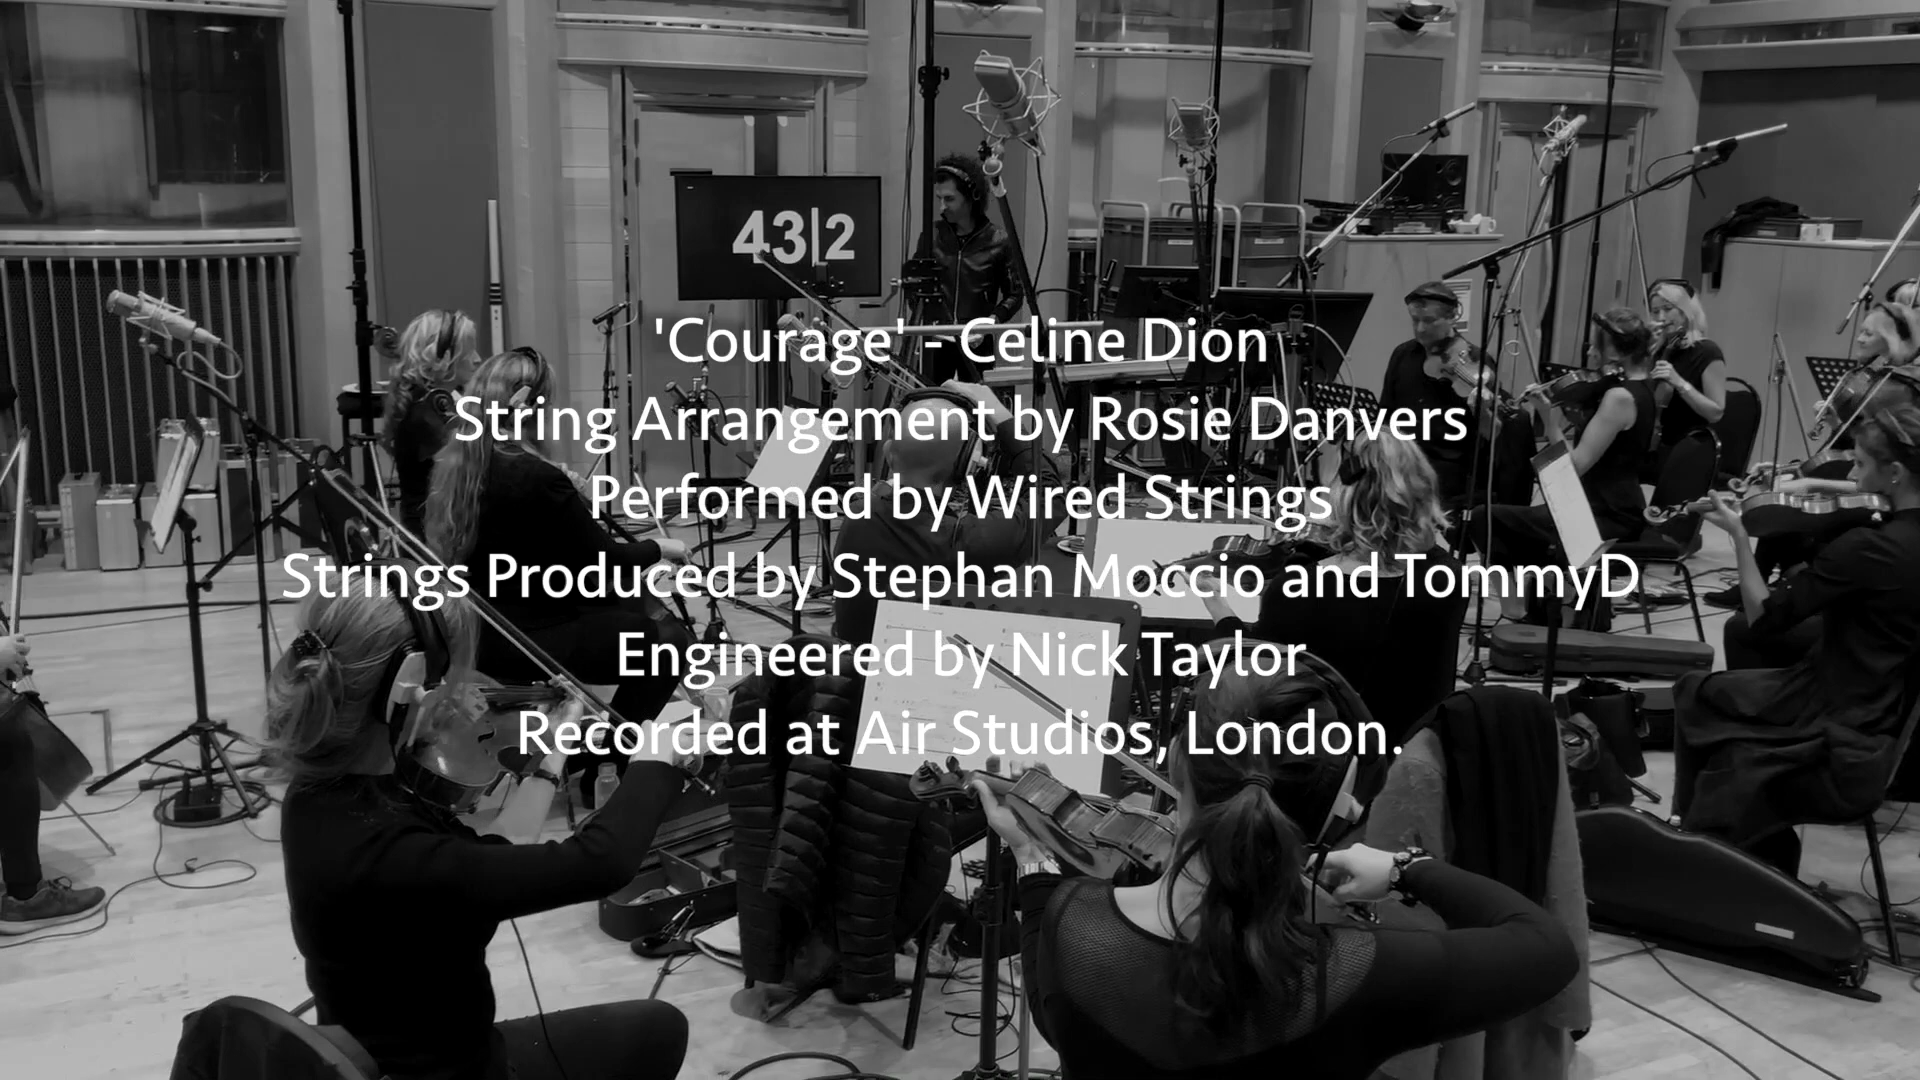 43|2
'Courage' - Celine Dion
String Arrangement by Rosie Danvers
Performed by Wired Strings
Strings Produced by Stephan Moccio and TommyD
Engineered by Nick Taylor
Recorded at Air Studios, London.